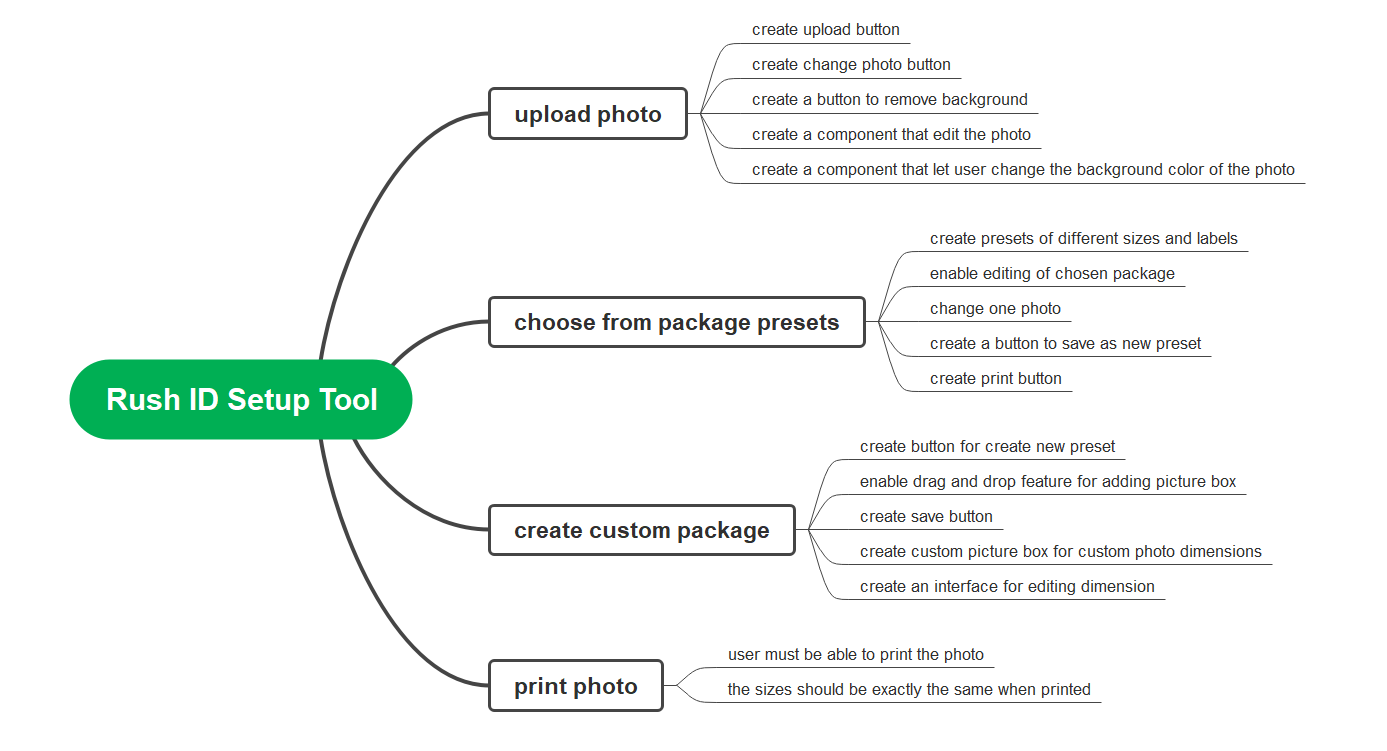 Rush ID Setup Tool
upload photo
create upload button
create change photo button
create a button to remove background
create a component that edit the photo
create a component that let user change the background color of the photo
choose from package presets
create presets of different sizes and labels
enable editing of chosen package
change one photo
create a button to save as new preset
create print button
create custom package
create button for create new preset
enable drag and drop feature for adding picture box
create save button
create custom picture box for custom photo dimensions
create an interface for editing dimension
print photo
user must be able to print the photo
the sizes should be exactly the same when printed